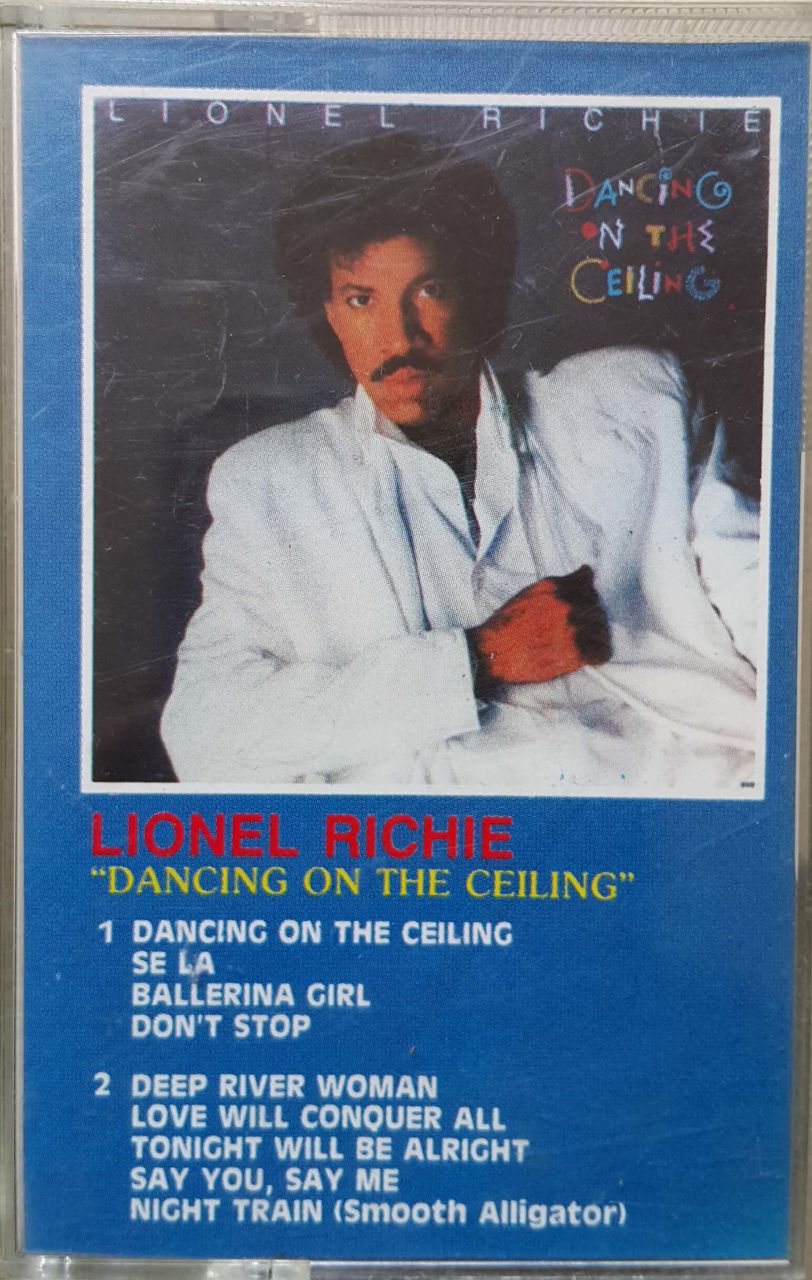 LIONEL RICHIE
DANCING
ON THE
CEILING
LIONEL RICHIE
“DANCING ON THE CEILING”
1 DANCING ON THE CEILING
SE LA
BALLERINA GIRL
DON'T STOP
2 DEEP RIVER WOMAN
LOVE WILL CONQUER ALL
TONIGHT WILL BE ALRIGHT
SAY YOU, SAY ME
NIGHT TRAIN (Smooth Alligator)